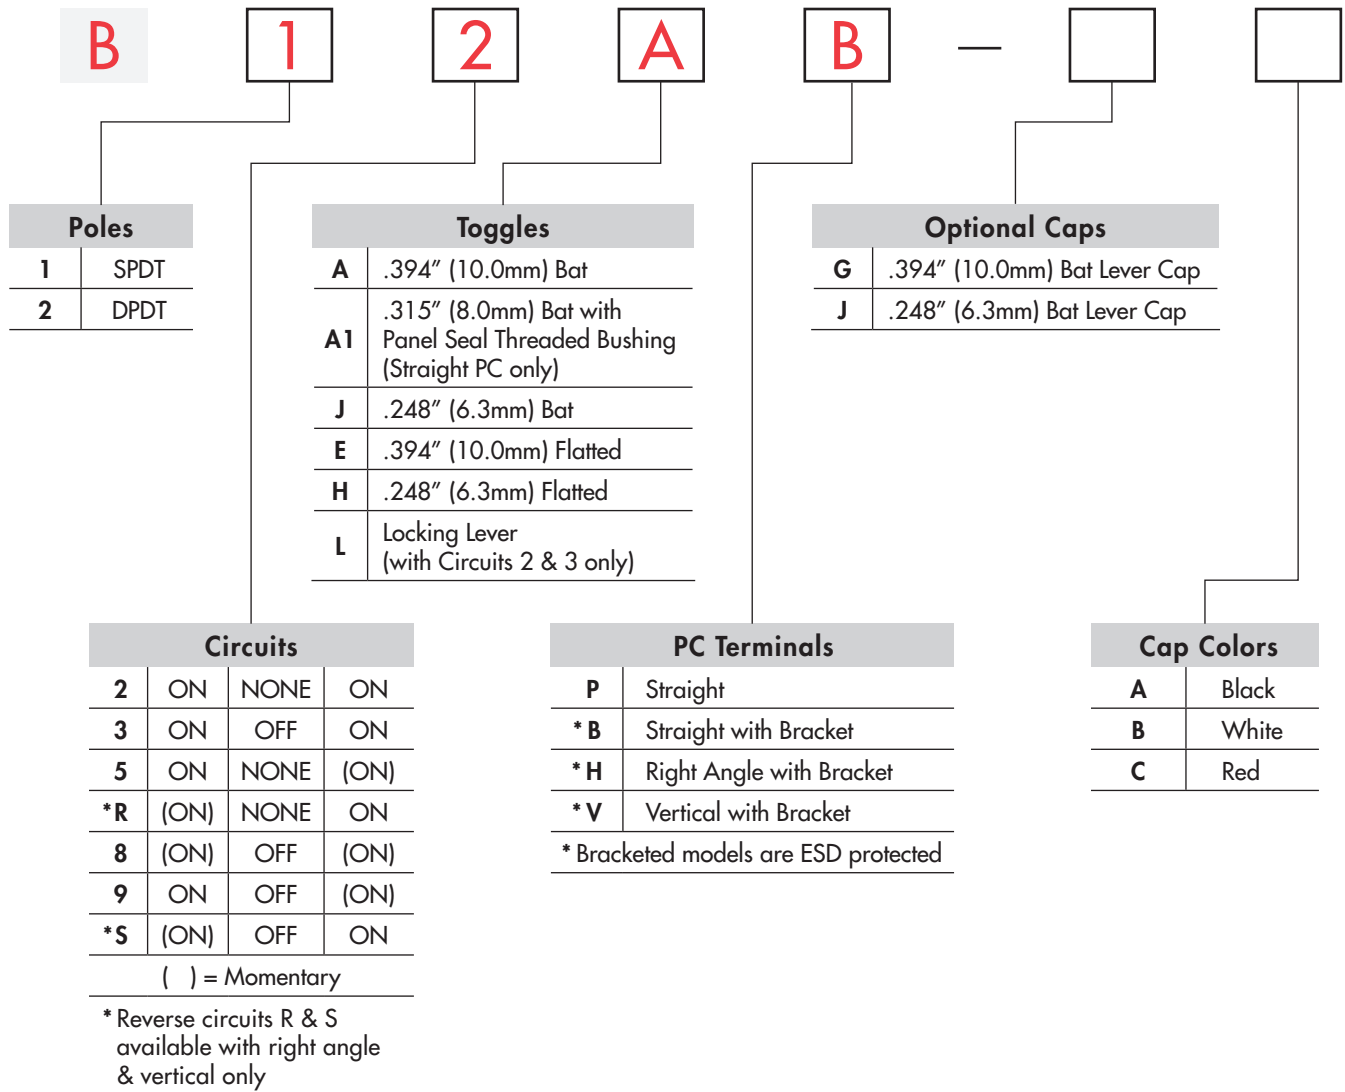 B 1 2 A B —
Poles
1 SPDT
2 DPDT
Toggles
A .394" (10.0mm) Bat
A1 .315" (8.0mm) Bat with
Panel Seal Threaded Bushing
(Straight PC only)
J .248" (6.3mm) Bat
E .394" (10.0mm) Flatted
H .248" (6.3mm) Flatted
L Locking Lever
(with Circuits 2 & 3 only)
Optional Caps
G .394" (10.0mm) Bat Lever Cap
J .248" (6.3mm) Bat Lever Cap
Circuits
2 ON NONE ON
3 ON OFF ON
5 ON NONE (ON)
*R (ON) NONE ON
8 (ON) OFF (ON)
9 ON OFF (ON)
*S (ON) OFF ON
( ) = Momentary
* Reverse circuits R & S
available with right angle
& vertical only
PC Terminals
P Straight
* B Straight with Bracket
* H Right Angle with Bracket
* V Vertical with Bracket
* Bracketed models are ESD protected
Cap Colors
A Black
B White
C Red